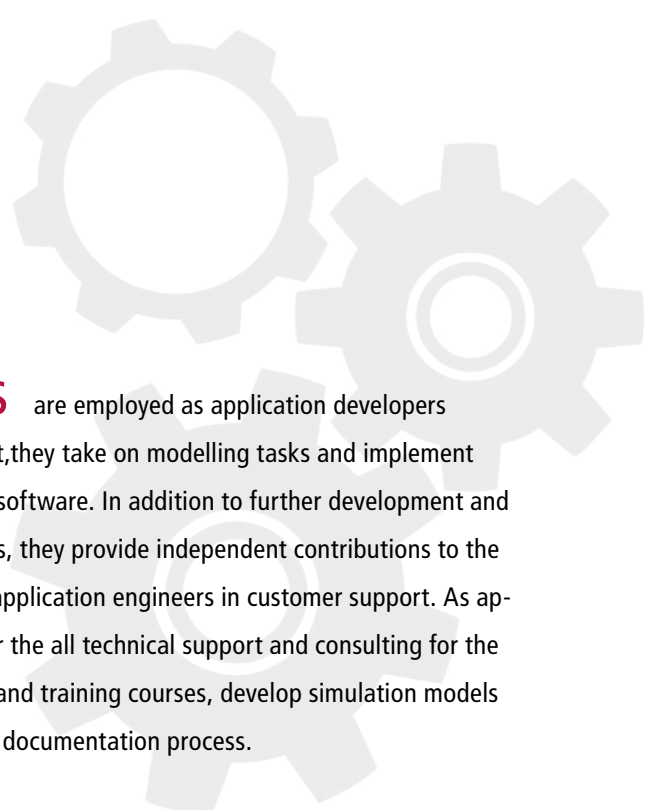 S are employed as application developers
t,they take on modelling tasks and implement
software. In addition to further development and
s, they provide independent contributions to the
application engineers in customer support. As ap-
r the all technical support and consulting for the
and training courses, develop simulation models
documentation process.